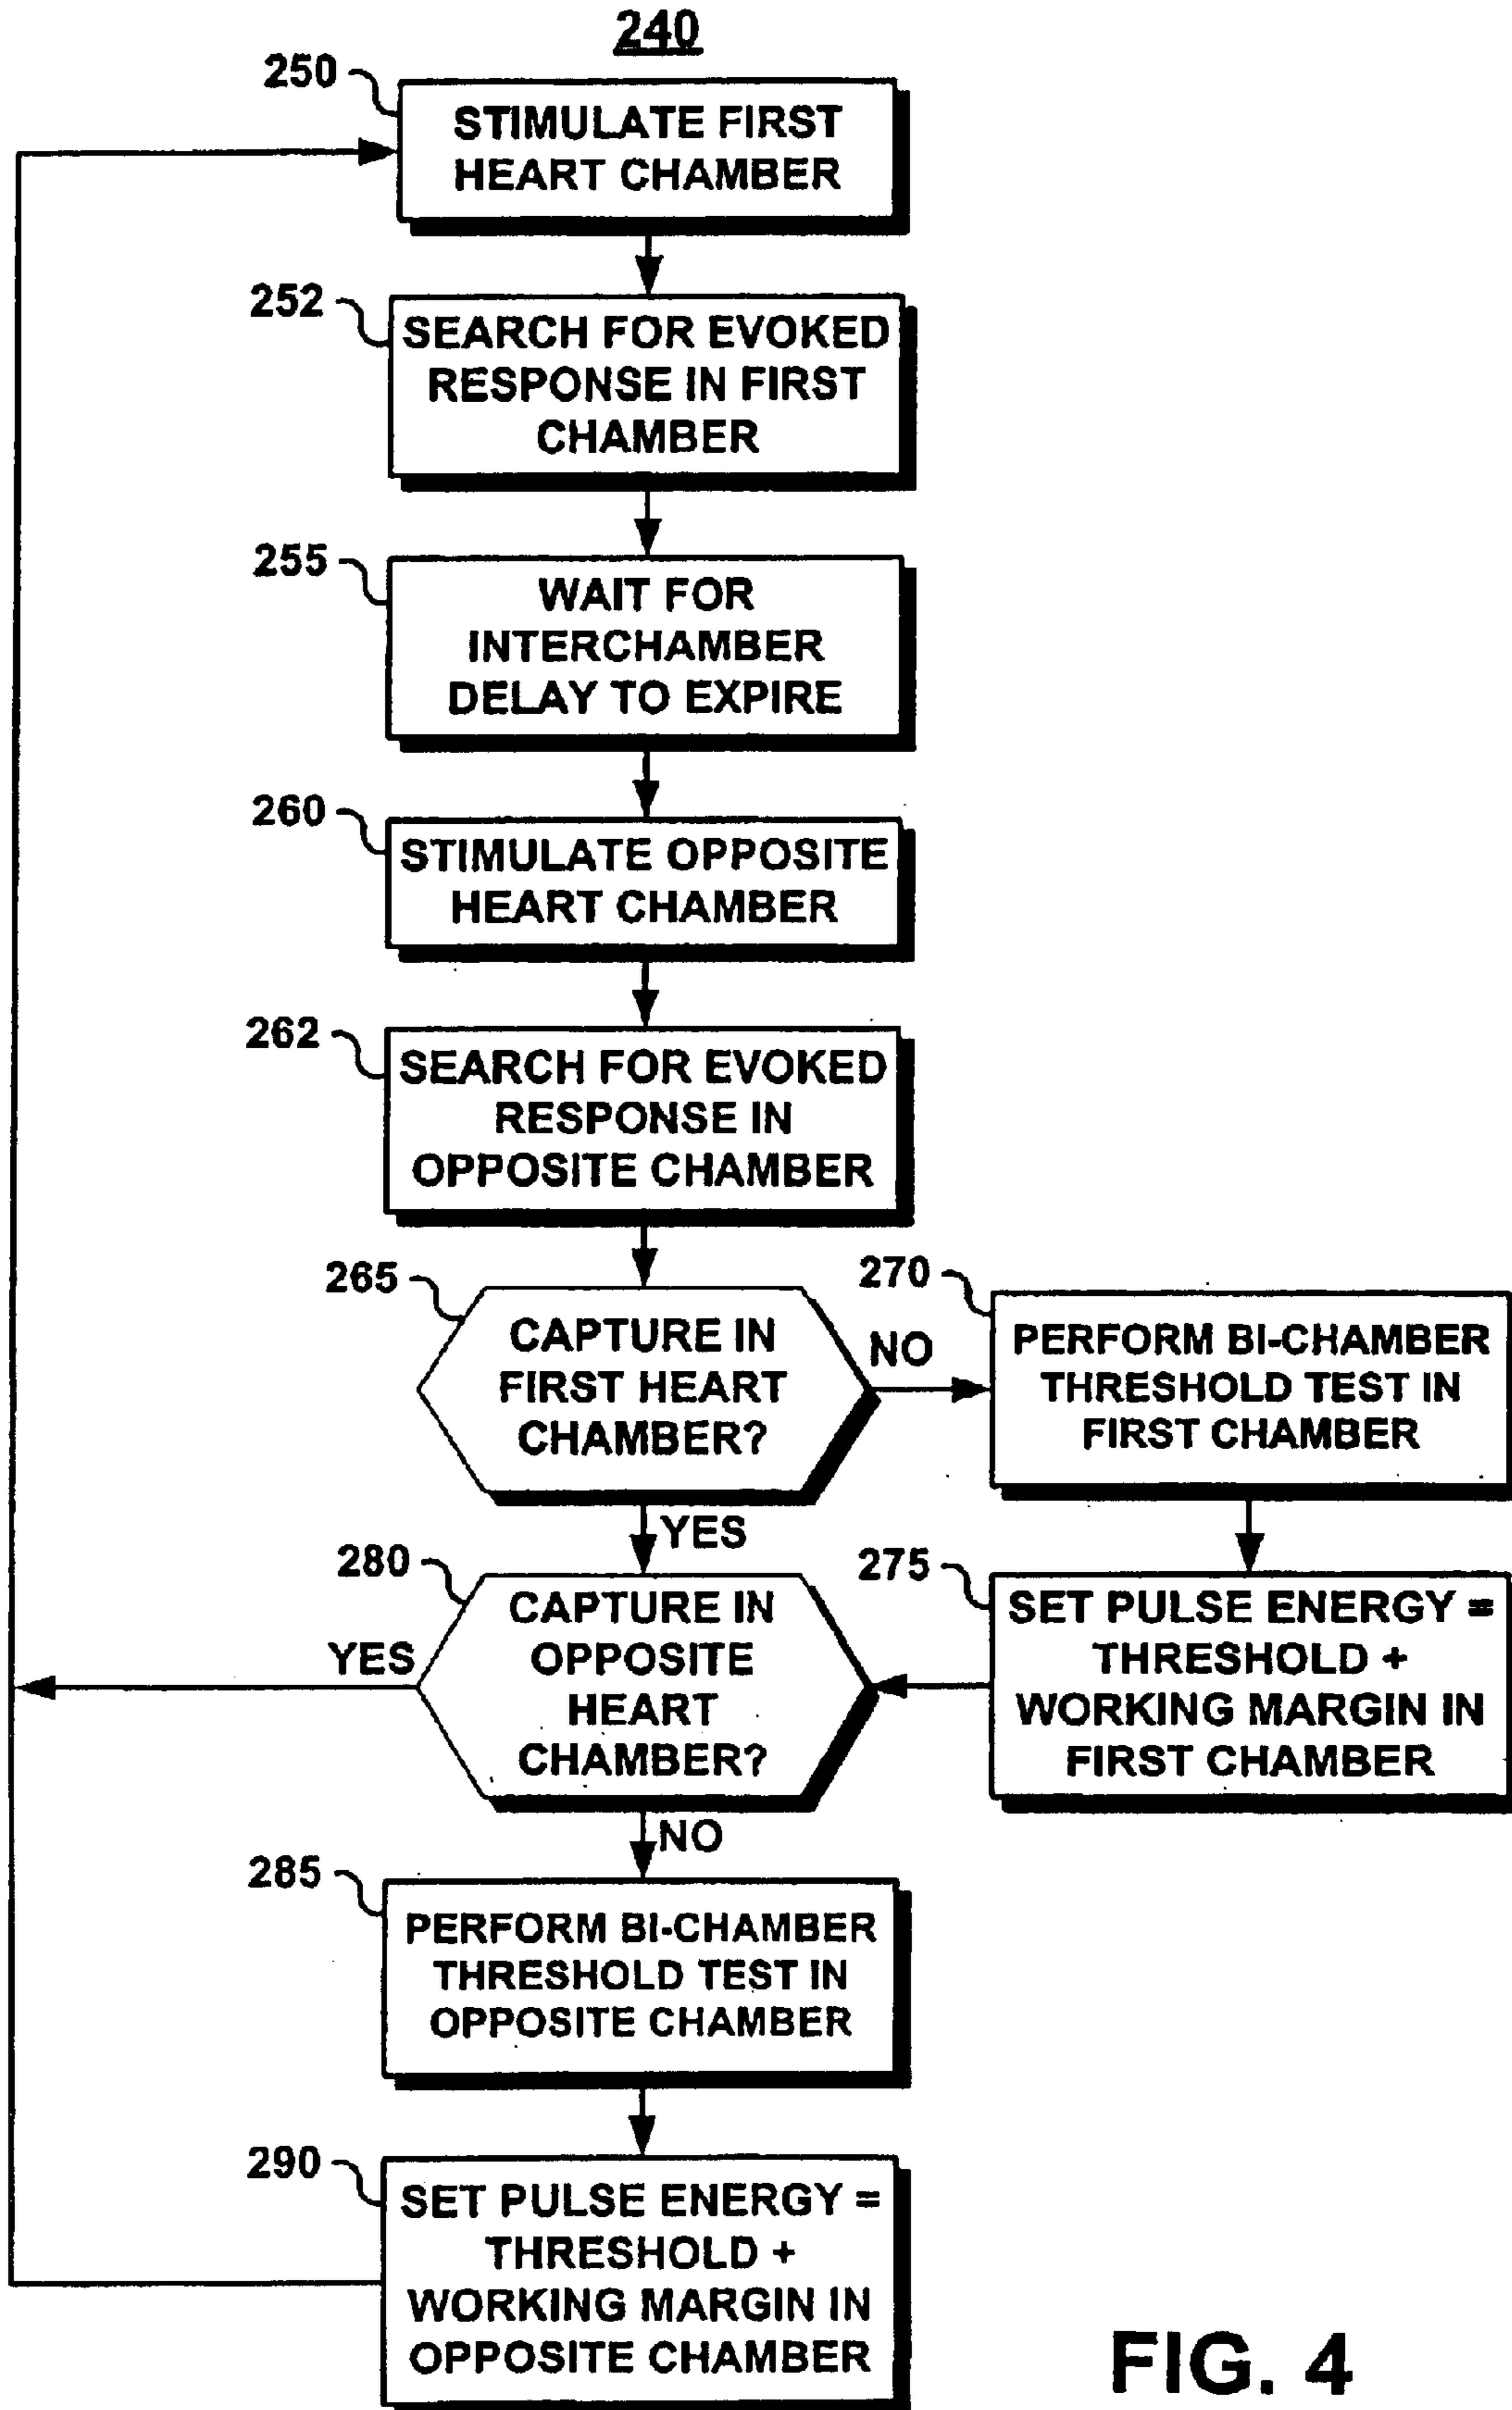 240
250
STIMULATE FIRST
HEART CHAMBER
252
SEARCH FOR EVOKED
RESPONSE IN FIRST
CHAMBER
255
WAIT FOR
INTERCHAMBER
DELAY TO EXPIRE
260
STIMULATE OPPOSITE
HEART CHAMBER
262
SEARCH FOR EVOKED
RESPONSE IN
OPPOSITE CHAMBER
265
CAPTURE IN
FIRST HEART
CHAMBER?
NO
270
PERFORM BI-CHAMBER
THRESHOLD TEST IN
FIRST CHAMBER
YES
275
SET PULSE ENERGY =
THRESHOLD +
WORKING MARGIN IN
FIRST CHAMBER
280
CAPTURE IN
OPPOSITE
HEART
CHAMBER?
YES
NO
285
PERFORM BI-CHAMBER
THRESHOLD TEST IN
OPPOSITE CHAMBER
290
SET PULSE ENERGY =
THRESHOLD +
WORKING MARGIN IN
OPPOSITE CHAMBER
FIG. 4